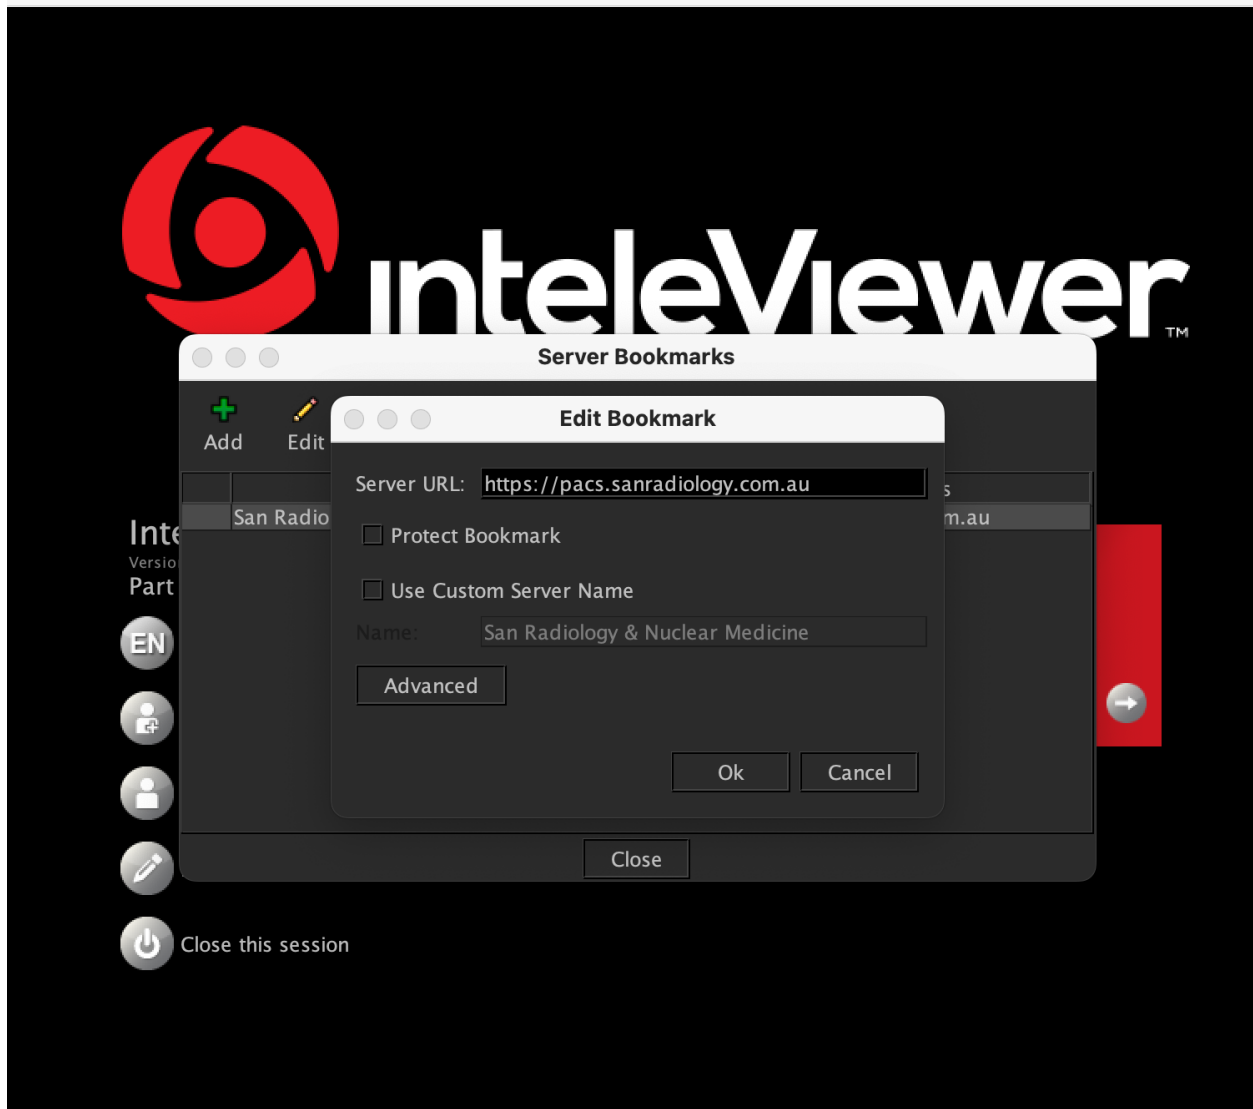 ınteleVıewer™
Server Bookmarks
Add
Edit
Edit Bookmark
Server URL: https://pacs.sanradiology.com.au
s
San Radio
m.au
Protect Bookmark
Use Custom Server Name
Name: San Radiology & Nuclear Medicine
Advanced
Ok
Cancel
Close
Inte
Versio
Part
EN
Close this session